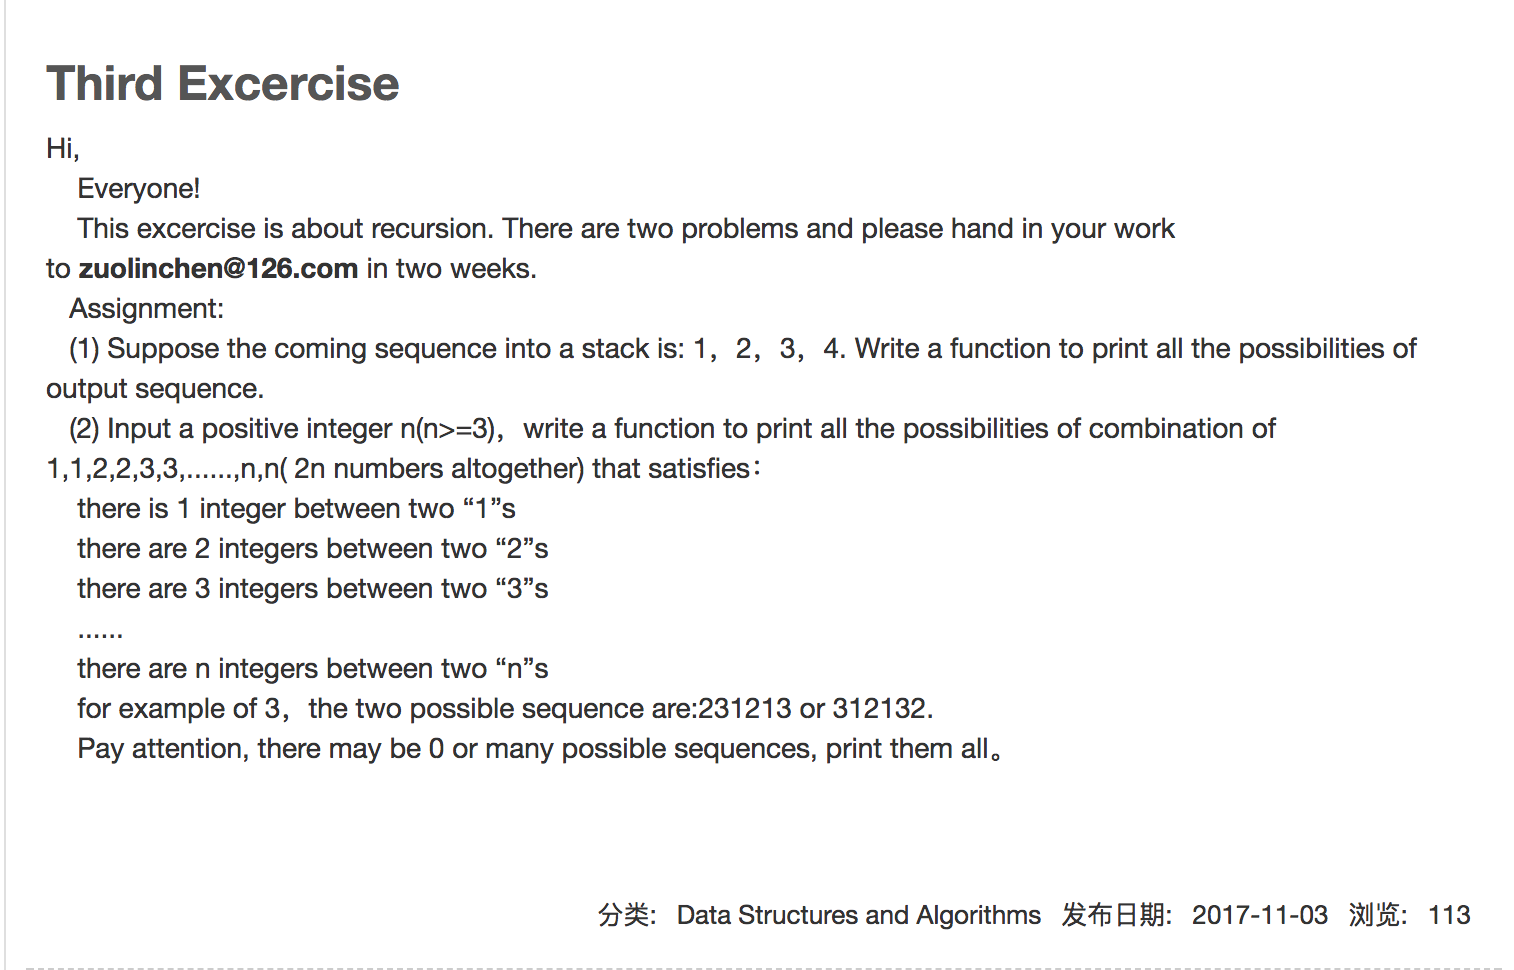 Third Excercise
Hi,
Everyone!
This excercise is about recursion. There are two problems and please hand in your work
to zuolinchen@126.com in two weeks.
Assignment:
(1) Suppose the coming sequence into a stack is: 1，2，3，4. Write a function to print all the possibilities of
output sequence.
(2) Input a positive integer n(n>=3)，write a function to print all the possibilities of combination of
1,1,2,2,3,3,......,n,n( 2n numbers altogether) that satisfies：
there is 1 integer between two “1”s
there are 2 integers between two “2”s
there are 3 integers between two “3”s
......
there are n integers between two “n”s
for example of 3，the two possible sequence are:231213 or 312132.
Pay attention, there may be 0 or many possible sequences, print them all。
分类: Data Structures and Algorithms 发布日期: 2017-11-03 浏览: 113